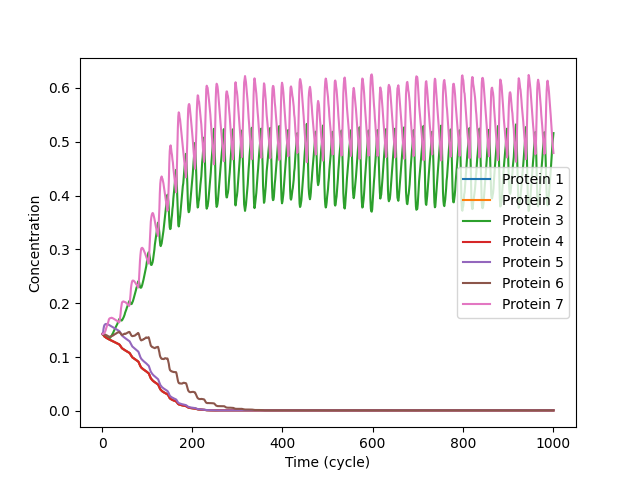 0.6
0.5
0.4
0.3
0.2
0.1
0.0
Concentration
0
200
400
600
800
1000
Time (cycle)
Protein 1
Protein 2
Protein 3
Protein 4
Protein 5
Protein 6
Protein 7